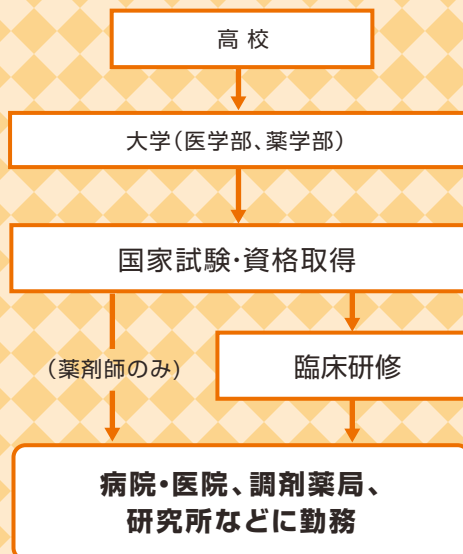 高校
大学(医学部、薬学部)
国家試験・資格取得
(薬剤師のみ)
臨床研修
病院・医院、調剤薬局、
研究所などに勤務